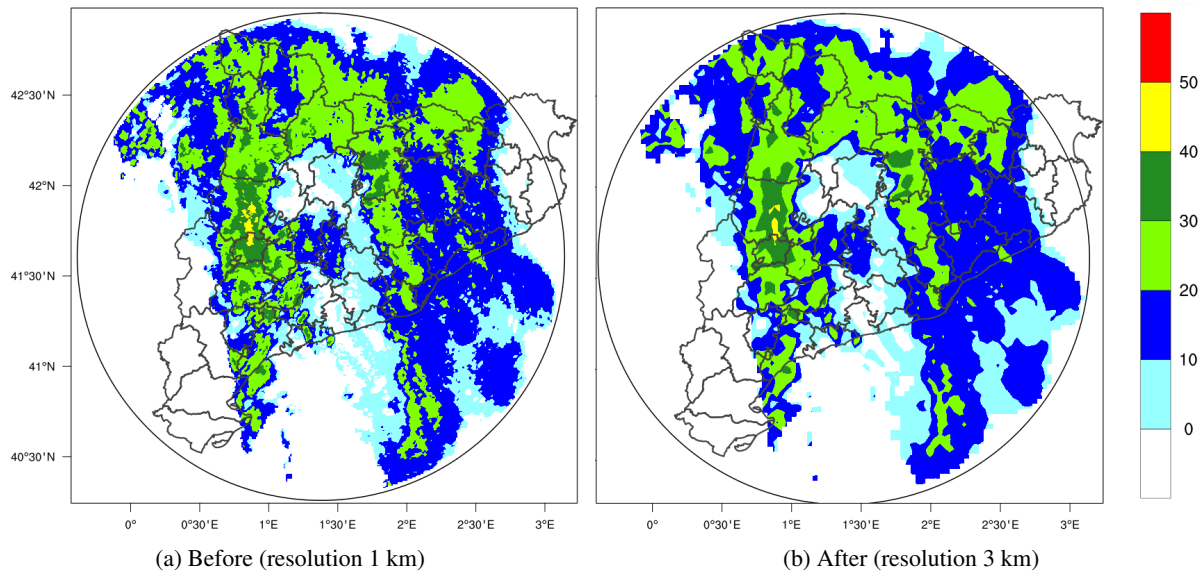 42°30'N
42°N
41°30'N
41°N
40°30'N
0° 0°30'E 1°E 1°30'E 2°E 2°30'E 3°E
0° 0°30'E 1°E 1°30'E 2°E 2°30'E 3°E
50
40
30
20
10
0
(a) Before (resolution 1 km)
(b) After (resolution 3 km)